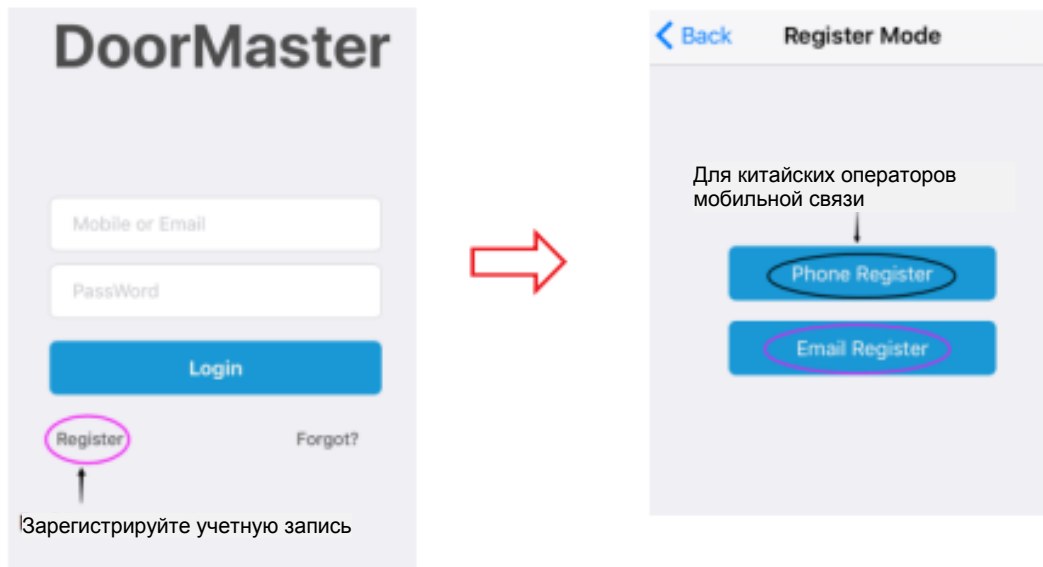 DoorMaster
Mobile or Email
PassWord
Login
Register
Forgot?
Зарегистрируйте учетную запись
Back
Register Mode
Для китайских операторов
мобильной связи
Phone Register
Email Register